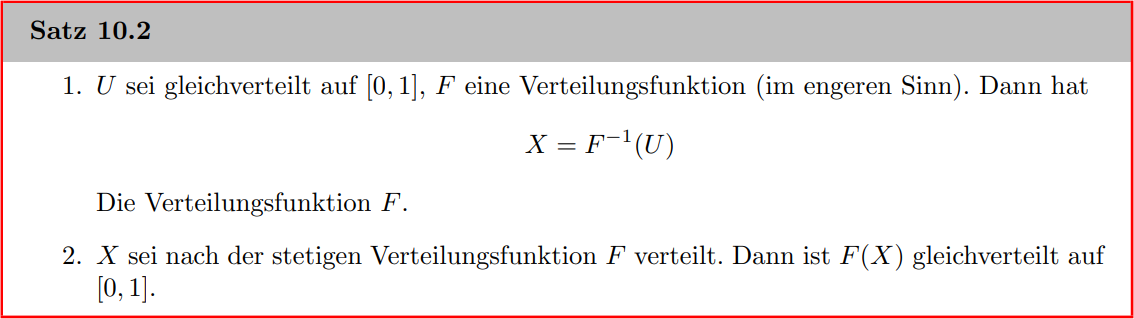 Satz 10.2
1. U sei gleichverteilt auf [0, 1], F eine Verteilungsfunktion (im engeren Sinn). Dann hat
X = F⁻¹(U)
Die Verteilungsfunktion F.
2. X sei nach der stetigen Verteilungsfunktion F verteilt. Dann ist F(X) gleichverteilt auf
[0, 1].